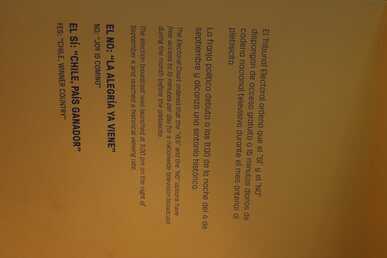 El Tribunal Electoral ordena que el "SÍ" y el "NO"
dispongan de acceso gratuito a 15 minutos diarios de
cadena nacional televisiva durante el mes anterior al
plebiscito.
La franja política debuta a las 11:00 de la noche del 4 de
septiembre y alcanza una sintonía histórica.
The Electoral Court ordered that the "YES" and the "NO" options have
free access to 15 minutes per day for a nationwide television broadcast
during the month before the plebiscite.
The election broadcast was launched at 11:00 pm on the night of
September 4 and reached a historical viewing rate.
EL NO: "LA ALEGRÍA YA VIENE"
NO: "JOY IS COMING"
EL SÍ: "CHILE, PAÍS GANADOR"
YES: "CHILE, WINNER COUNTRY"